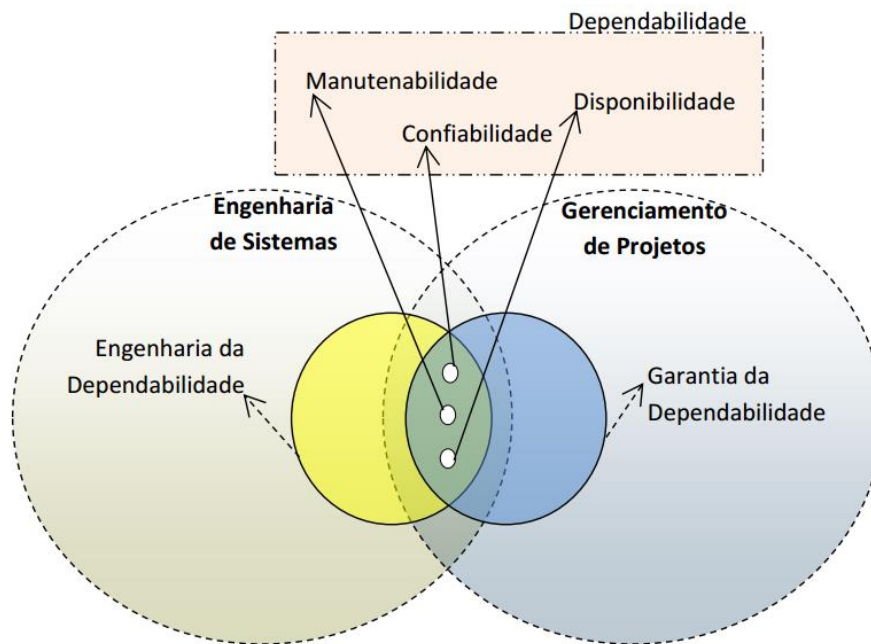 Dependabilidade
Manutenabilidade
Disponibilidade
Confiabilidade
Engenharia
de Sistemas
Gerenciamento
de Projetos
Engenharia da
Dependabilidade
Garantia da
Dependabilidade